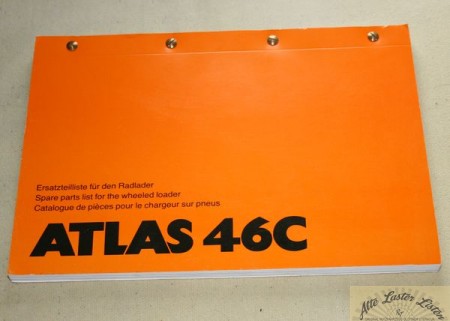 Ersatzteilliste für den Radlader
Spare parts list for the wheeled loader
Catalogue de pièces pour le chargeur sur pneus
ATLAS 46C
Alte Laster Listen
&